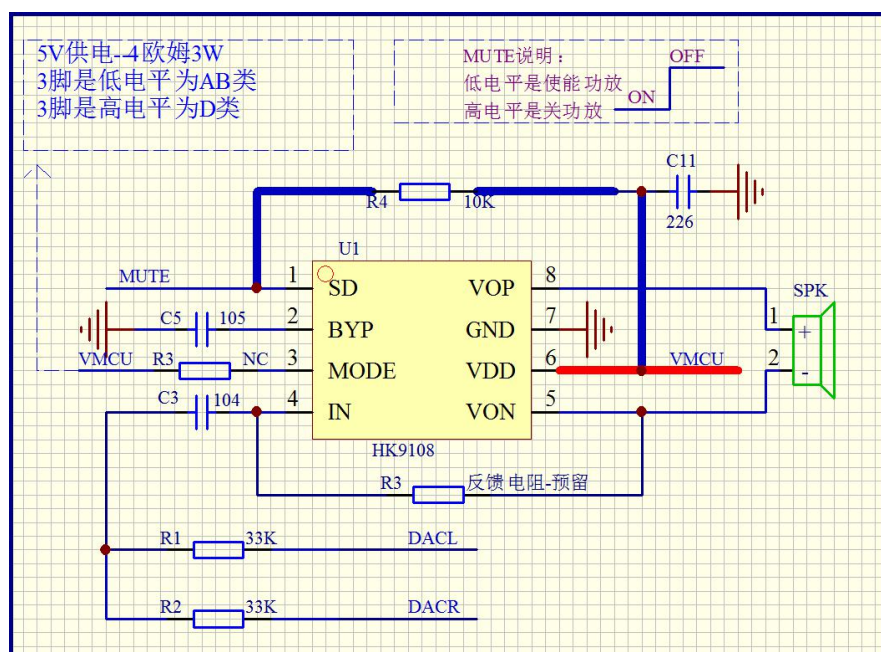 5V供电--4欧姆3W
3脚是低电平为AB类
3脚是高电平为D类
MUTE说明：
OFF
低电平是使能功放
ON
高电平是关功放
C11
R4
10K
226
U1
MUTE
1
SD
VOP
8
SPK
C5
105
2
BYP
GND
7
1
+
VMCU
R3
NC
3
MODE
VDD
6
VMCU
2
-
C3
104
4
IN
VON
5
HK9108
R3
反馈电阻-预留
R1
33K
DACL
R2
33K
DACR